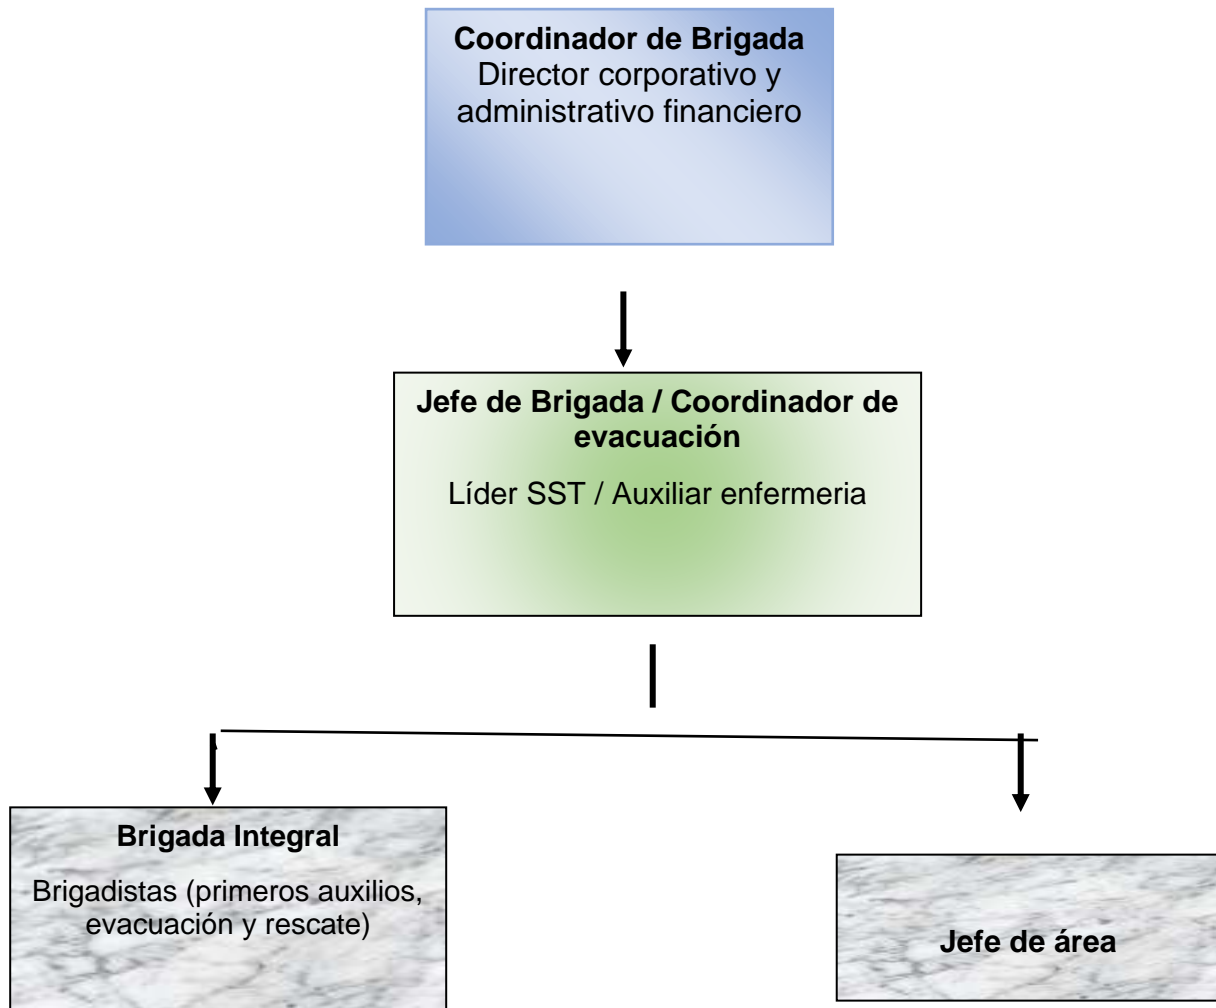 Coordinador de Brigada
Director corporativo y
administrativo financiero
Jefe de Brigada / Coordinador de
evacuación
Líder SST / Auxiliar enfermeria
Brigada Integral
Brigadistas (primeros auxilios,
evacuación y rescate)
Jefe de área